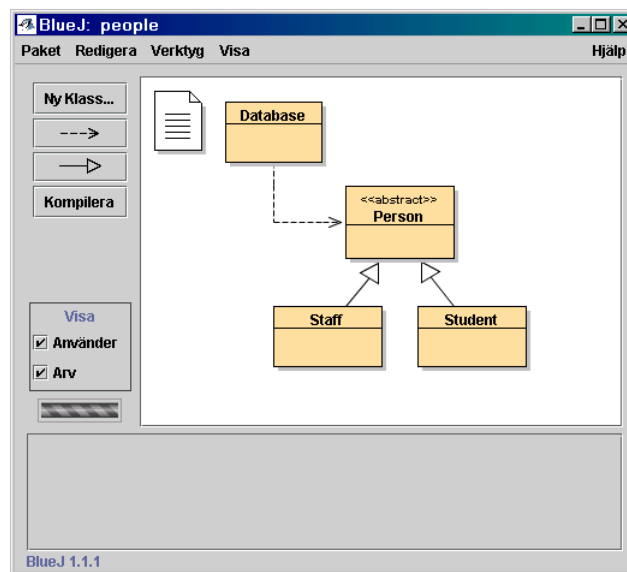 BlueJ: people
Paket Redigera Verktyg Visa Hjälp
Ny Klass...
Kompilera
Database
<<abstract>>
Person
Staff
Student
Visa
Använder
Arv
BlueJ 1.1.1